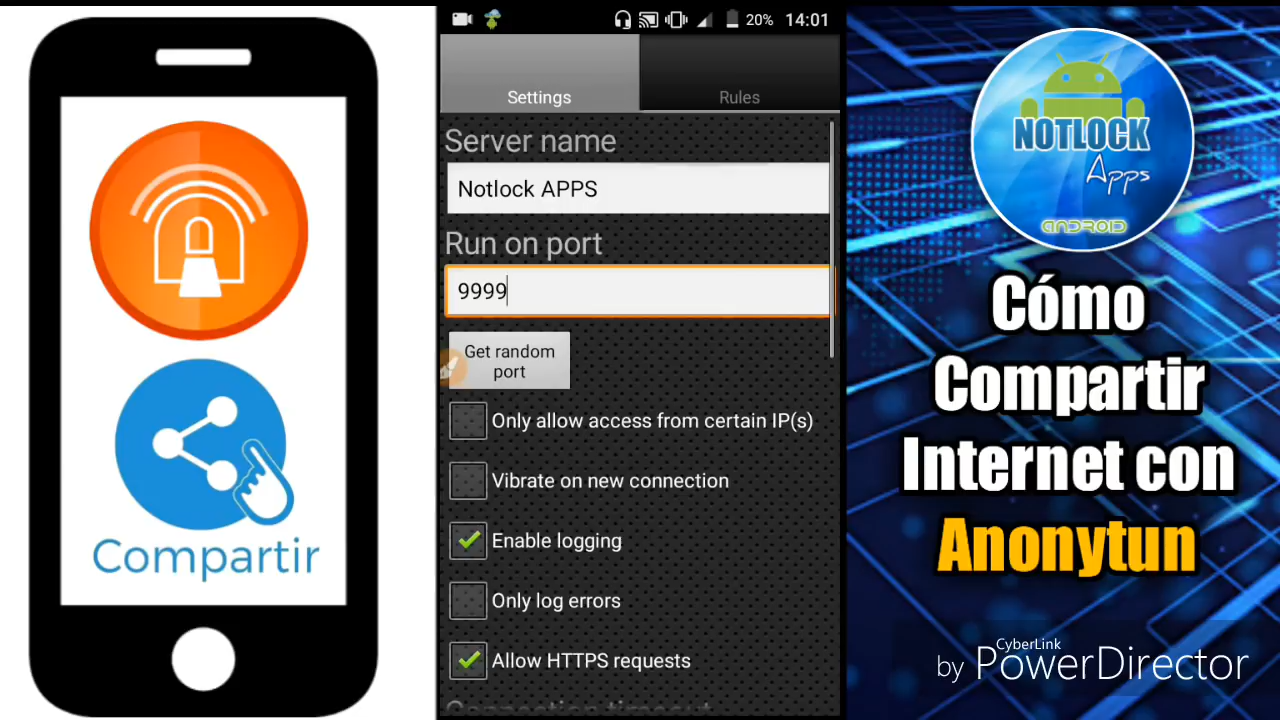 Compartir
20% 14:01
Settings
Rules
Server name
Notlock APPS
Run on port
9999
Get random
port
Only allow access from certain IP(s)
Vibrate on new connection
Enable logging
Only log errors
Allow HTTPS requests
Connection timeout
NOTLOCK
Apps
ANDROID
Cómo
Compartir
Internet con
Anonytun
CyberLink
by PowerDirector